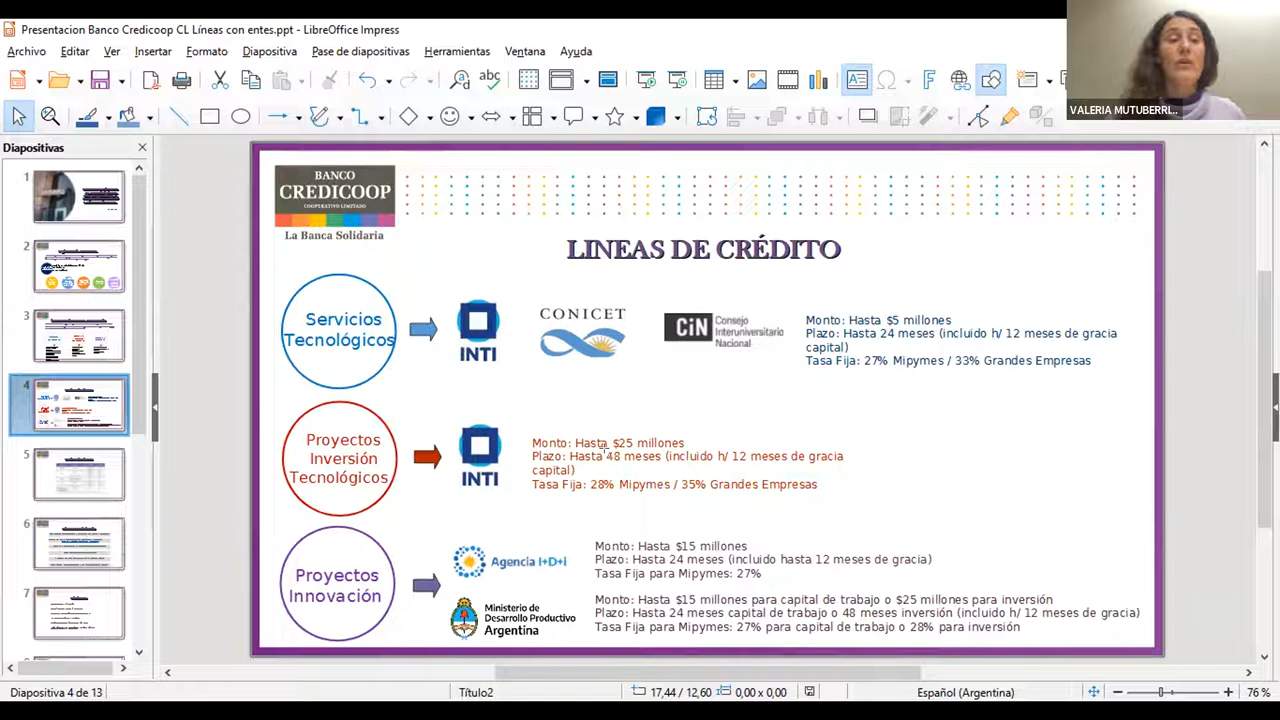 Presentacion Banco Credicoop CL Líneas con entes.ppt - LibreOffice Impress
Archivo Editar Ver Insertar Formato Diapositiva Pase de diapositivas Herramientas Ventana Ayuda
VALERIA MUTUBERRI...
Diapositivas
1
2
3
4
5
6
7
BANCO
CREDICOOP
COOPERATIVO LIMITADO
La Banca Solidaria
LINEAS DE CRÉDITO
Servicios
Tecnológicos
INTI
CONICET
CiN
Consejo
Interuniversitario
Nacional
Monto: Hasta $5 millones
Plazo: Hasta 24 meses (incluido h/ 12 meses de gracia
capital)
Tasa Fija: 27% Mipymes / 33% Grandes Empresas
Proyectos
Inversión
Tecnológicos
INTI
Monto: Hasta $25 millones
Plazo: Hasta 48 meses (incluido h/ 12 meses de gracia
capital)
Tasa Fija: 28% Mipymes / 35% Grandes Empresas
Proyectos
Innovación
Agencia I+D+i
Monto: Hasta $15 millones
Plazo: Hasta 24 meses (incluido hasta 12 meses de gracia)
Tasa Fija para Mipymes: 27%
Ministerio de
Desarrollo Productivo
Argentina
Monto: Hasta $15 millones para capital de trabajo o $25 millones para inversión
Plazo: Hasta 24 meses capital de trabajo o 48 meses inversión (incluido h/ 12 meses de gracia)
Tasa Fija para Mipymes: 27% para capital de trabajo o 28% para inversión
Diapositiva 4 de 13
Título2
17,44 / 12,60
0,00 x 0,00
Español (Argentina)
76 %